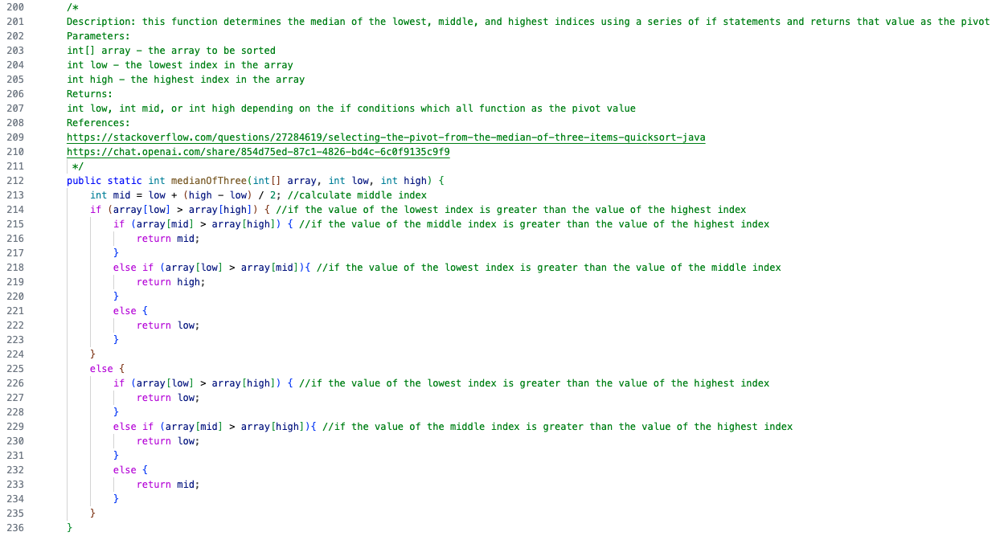 200 /*
201 Description: this function determines the median of the lowest, middle, and highest indices using a series of if statements and returns that value as the pivot
202 Parameters:
203 int[] array – the array to be sorted
204 int low – the lowest index in the array
205 int high – the highest index in the array
206 Returns:
207 int low, int mid, or int high depending on the if conditions which all function as the pivot value
208 References:
209 https://stackoverflow.com/questions/27284619/selecting-the-pivot-from-the-median-of-three-items-quicksort-java
210 https://chat.openai.com/share/854d75ed-87c1-4826-bd4c-6c0f9135c9f9
211 */
212 public static int medianOfThree(int[] array, int low, int high) {
213 int mid = low + (high - low) / 2; //calculate middle index
214 if (array[low] > array[high]) { //if the value of the lowest index is greater than the value of the highest index
215 if (array[mid] > array[high]) { //if the value of the middle index is greater than the value of the highest index
216 return mid;
217 }
218 else if (array[low] > array[mid]){ //if the value of the lowest index is greater than the value of the middle index
219 return high;
220 }
221 else {
222 return low;
223 }
224 }
225 else {
226 if (array[low] > array[high]) { //if the value of the lowest index is greater than the value of the highest index
227 return low;
228 }
229 else if (array[mid] > array[high]){ //if the value of the middle index is greater than the value of the highest index
230 return low;
231 }
232 else {
233 return mid;
234 }
235 }
236 }